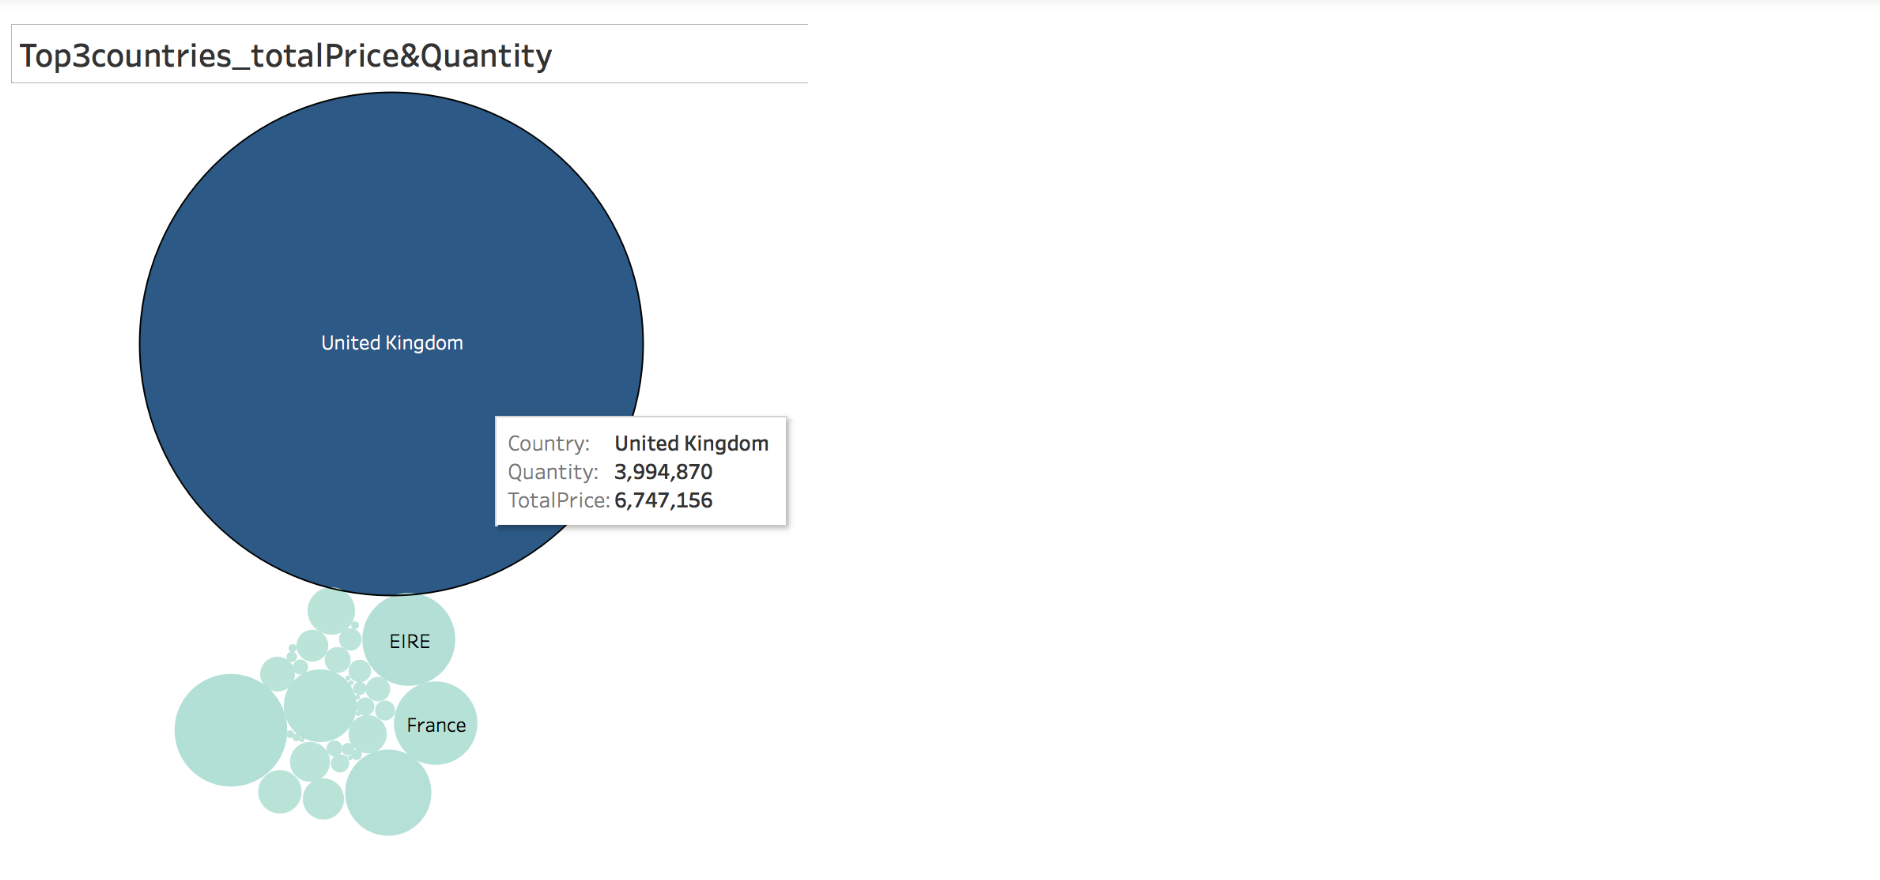 Top3countries_totalPrice&Quantity
United Kingdom
Country: United Kingdom
Quantity: 3,994,870
TotalPrice: 6,747,156
EIRE
France